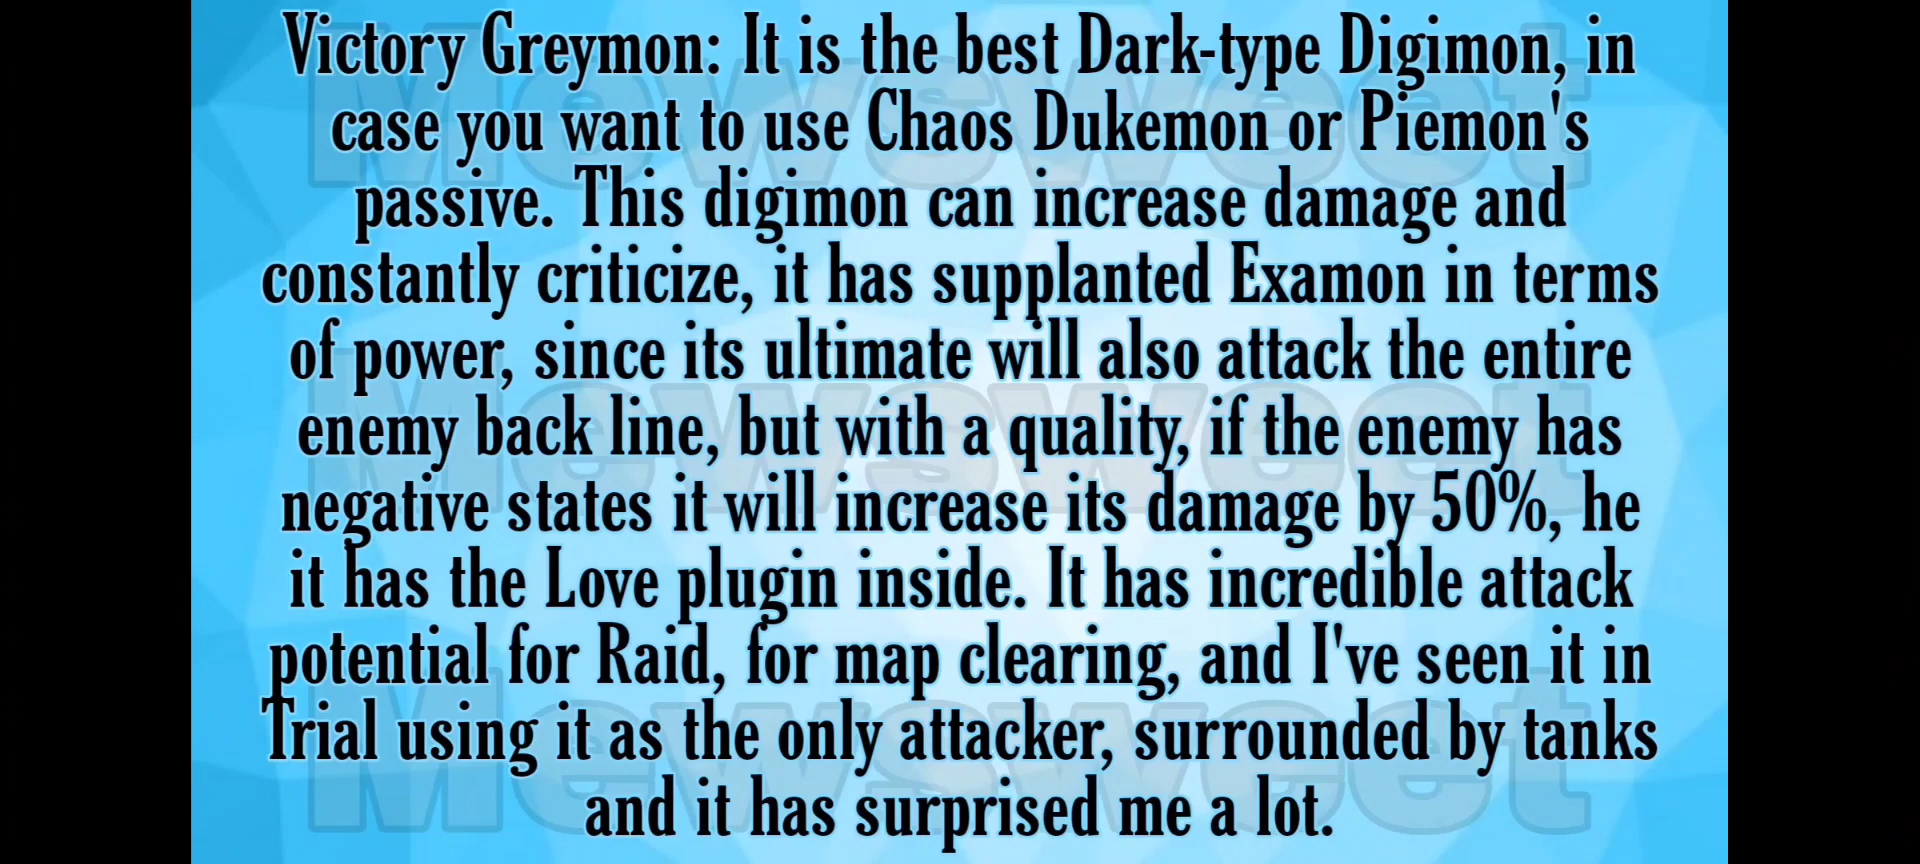 Victory Greymon: It is the best Dark-type Digimon, in
case you want to use Chaos Dukemon or Piemon's
passive. This digimon can increase damage and
constantly criticize, it has supplanted Examon in terms
of power, since its ultimate will also attack the entire
enemy back line, but with a quality, if the enemy has
negative states it will increase its damage by 50%, he
it has the Love plugin inside. It has incredible attack
potential for Raid, for map clearing, and I've seen it in
Trial using it as the only attacker, surrounded by tanks
and it has surprised me a lot.
Mewsweet
Mewsweet
Mewsweet